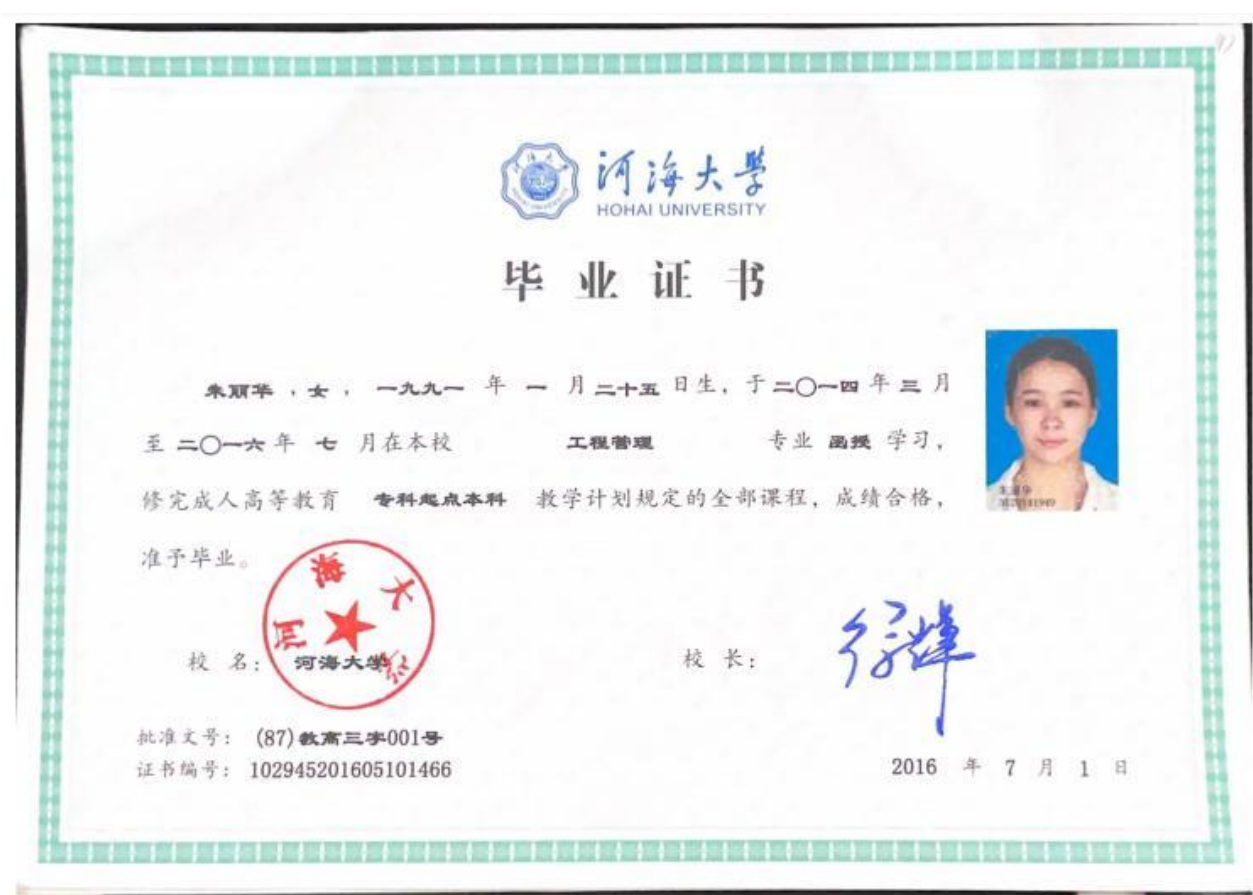 河海大學
HOHAI UNIVERSITY
毕业证书
朱丽华，女，一九九一年一月二十五日生，于二〇一四年三月
至二〇一六年七月在本校 工程管理 专业 函授 学习，
修完成人高等教育 专科起点本科 教学计划规定的全部课程，成绩合格，
准予毕业。
河海大学
校 名： 河海大学
校 长：
批准文号： (87)教高三字001号
证书编号： 102945201605101466
2016 年 7 月 1 日